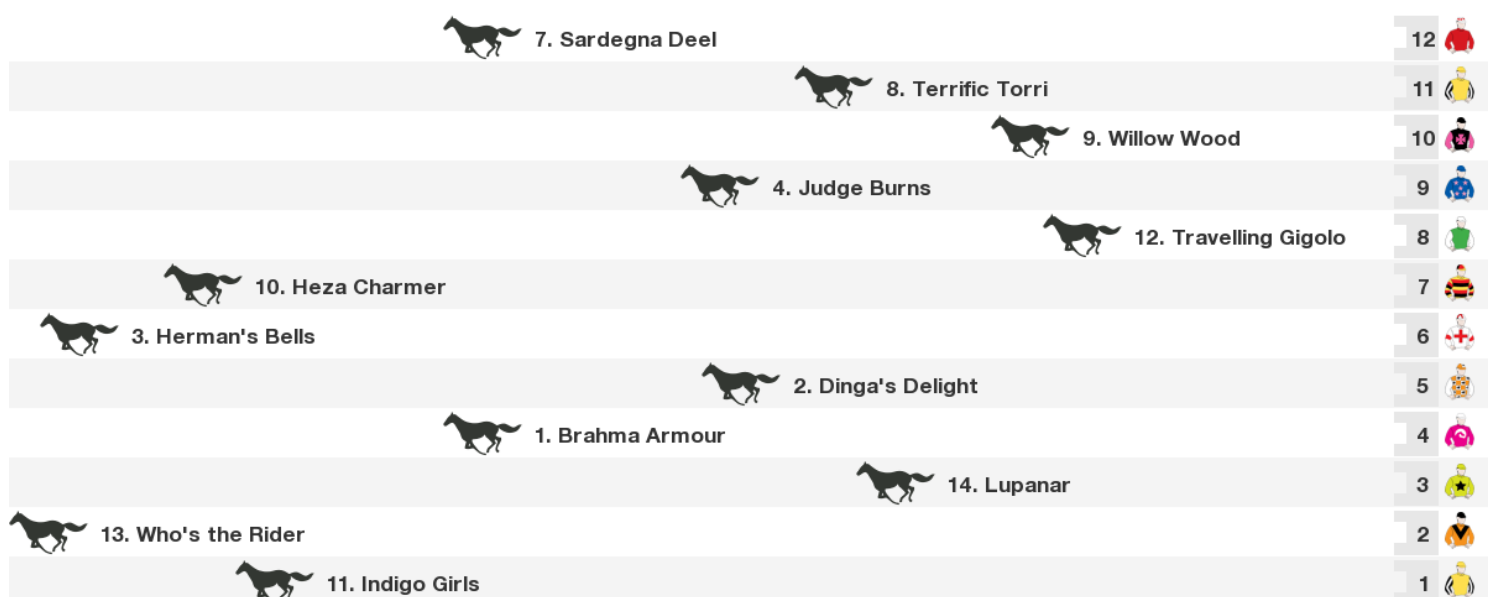 7. Sardegna Deel 12
8. Terrific Torri 11
9. Willow Wood 10
4. Judge Burns 9
12. Travelling Gigolo 8
10. Heza Charmer 7
3. Herman's Bells 6
2. Dinga's Delight 5
1. Brahma Armour 4
14. Lupanar 3
13. Who's the Rider 2
11. Indigo Girls 1